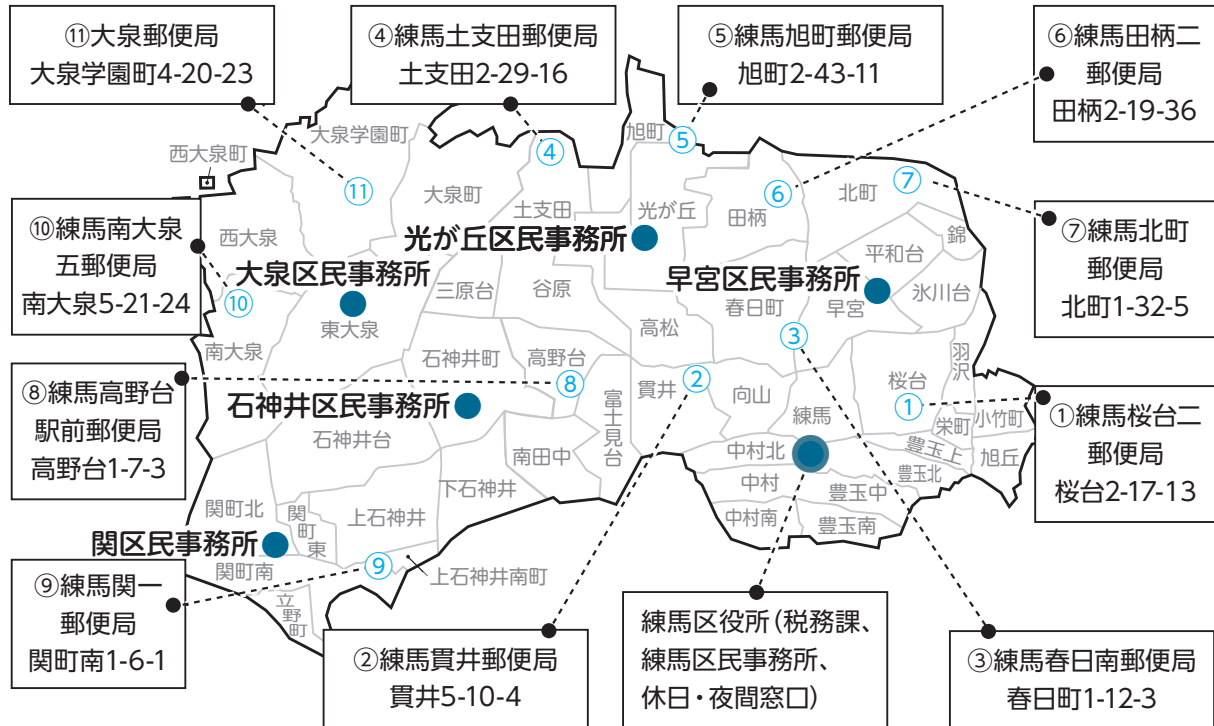 ⑪大泉郵便局
大泉学園町4-20-23
④練馬土支田郵便局
土支田2-29-16
⑤練馬旭町郵便局
旭町2-43-11
⑥練馬田柄二
郵便局
田柄2-19-36
⑩練馬南大泉
五郵便局
南大泉5-21-24
⑦練馬北町
郵便局
北町1-32-5
⑧練馬高野台
駅前郵便局
高野台1-7-3
①練馬桜台二
郵便局
桜台2-17-13
⑨練馬関一
郵便局
関町南1-6-1
②練馬貫井郵便局
貫井5-10-4
練馬区役所(税務課、
練馬区民事務所、
休日・夜間窓口)
③練馬春日南郵便局
春日町1-12-3
大泉学園町
旭町
⑤
④
西大泉町
⑪
大泉町
土支田
光が丘
田柄
⑥
北町
⑦
西大泉
光が丘区民事務所
平和台
錦
大泉区民事務所
早宮区民事務所
⑩
三原台
谷原
春日町
早宮
氷川台
東大泉
高松
③
南大泉
石神井町
高野台
⑧
貫井
②
向山
桜台
①
羽沢
石神井区民事務所
富士見台
練馬
栄町
小竹町
石神井台
南田中
中村北
豊玉上
旭丘
下石神井
中村
豊玉北
豊玉中
関町北
関町東
上石神井
中村南
豊玉南
関区民事務所
関町南
⑨
上石神井南町
立野町